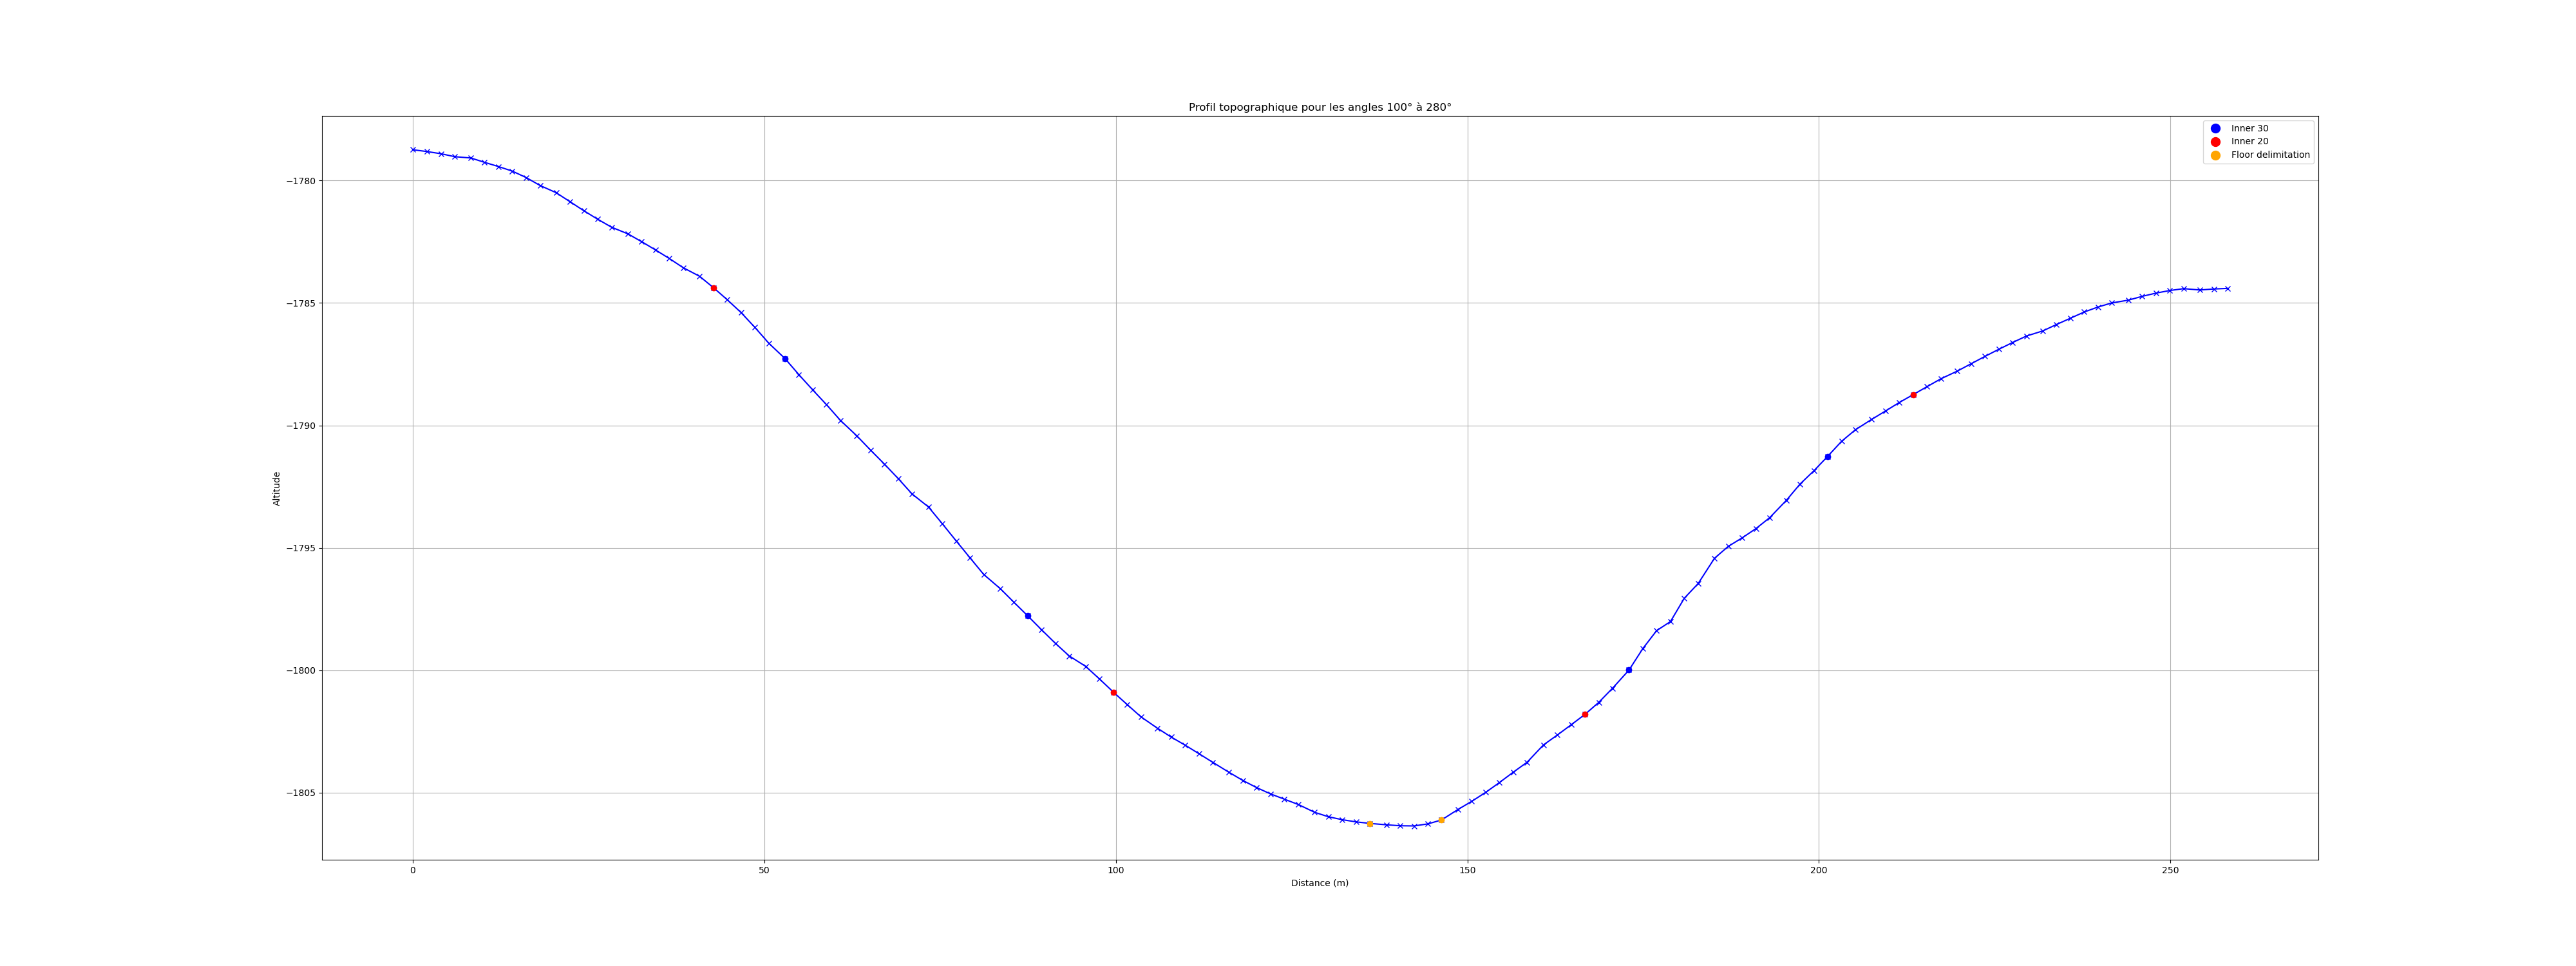 Profil topographique pour les angles 100° à 280°
Inner 30
Inner 20
Floor delimitation
Altitude
−1780
−1785
−1790
−1795
−1800
−1805
0 50 100 150 200 250
Distance (m)